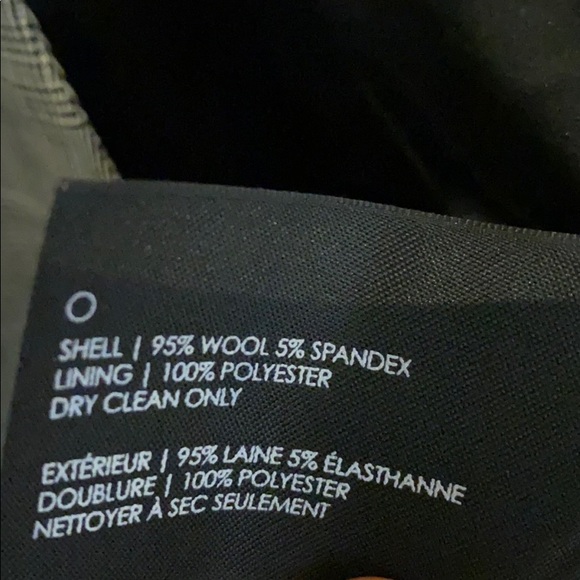 SHELL | 95% WOOL 5% SPANDEX
LINING | 100% POLYESTER
DRY CLEAN ONLY
EXTÉRIEUR | 95% LAINE 5% ÉLASTHANNE
DOUBLURE | 100% POLYESTER
NETTOYER À SEC SEULEMENT